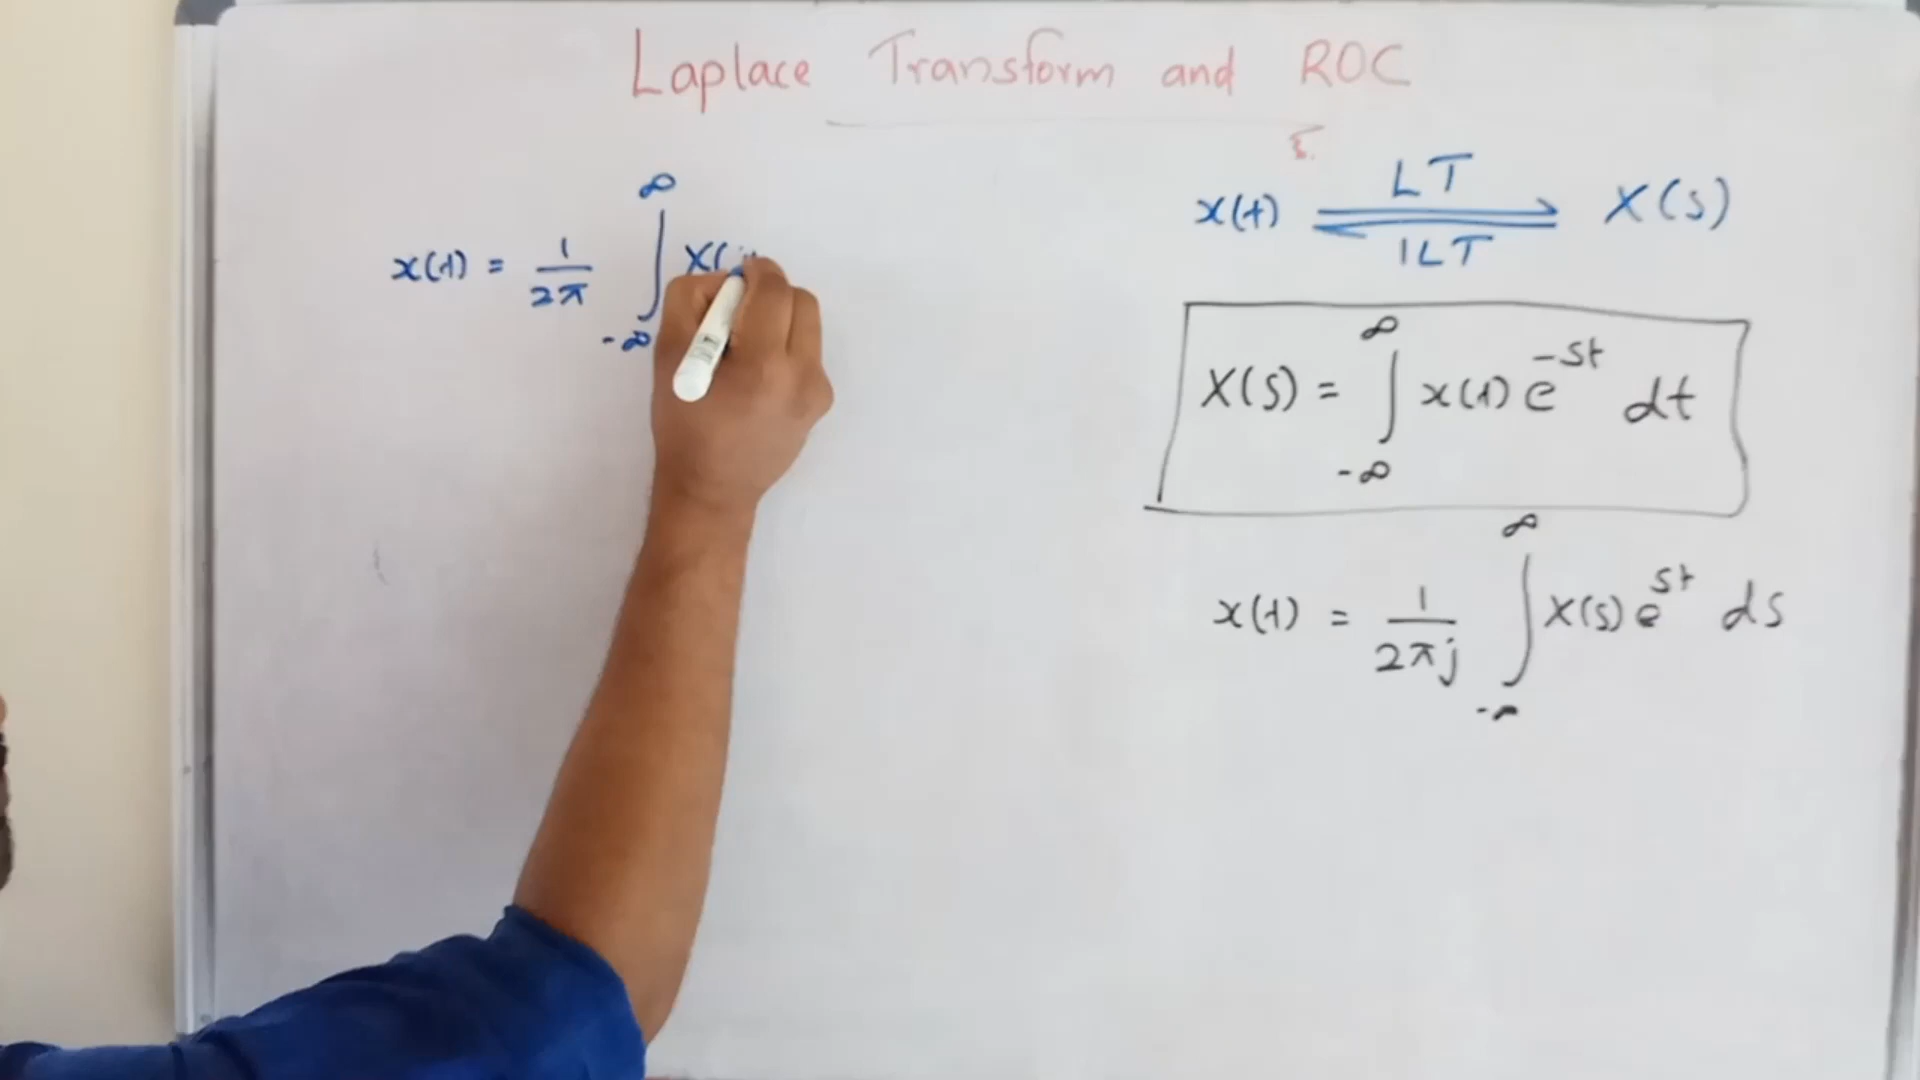 Laplace Transform and ROC
x(t) = 1/2π ∫_{-∞}^{∞} X(j
x(t) ⇌ X(s)
LT
ILT
X(s) = ∫_{-∞}^{∞} x(t) e^{-st} dt
x(t) = 1/2πj ∫_{-∞}^{∞} X(s) e^{st} ds